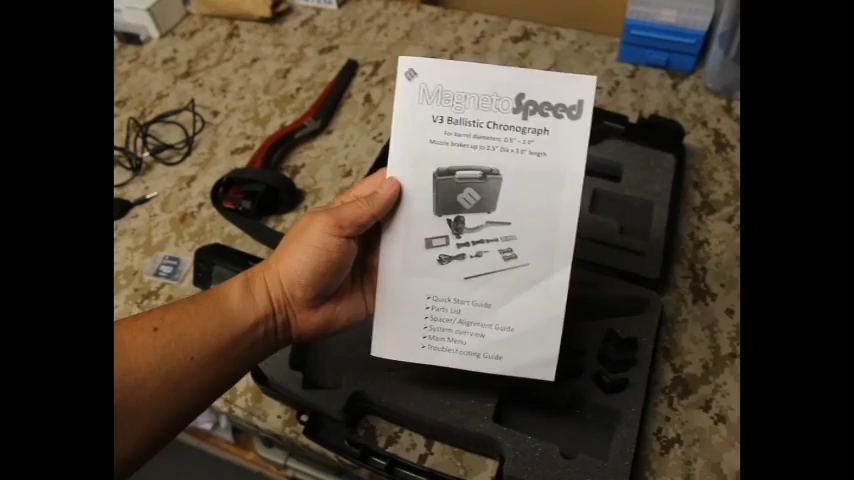 MagnetoSpeed
V3 Ballistic Chronograph
For barrel diameters: 0.5" - 2.0"
Muzzle brakes up to 2.5" Dia x 3.0" length
➢Quick Start Guide
➢Parts List
➢Spacer/ Alignment Guide
➢System overview
➢Main Menu
➢Troubleshooting Guide